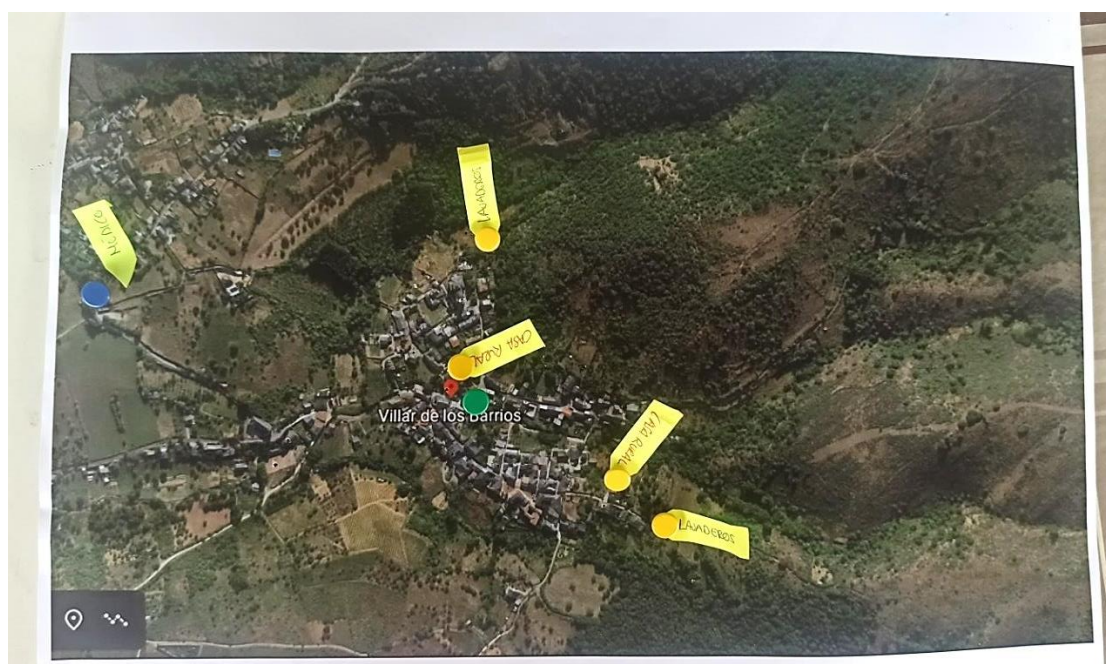 LAVADEROS
MÉDICO
CASA RURAL
Villar de los Barrios
CASA RURAL
LAVADEROS